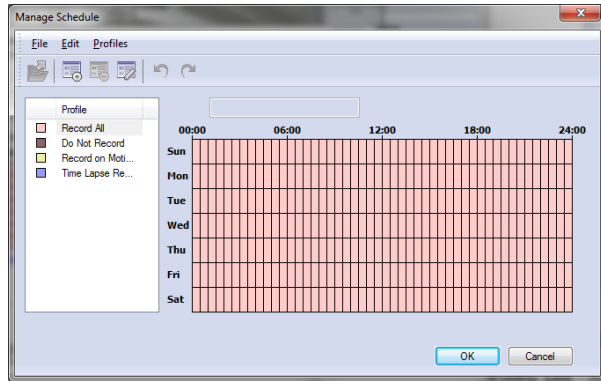 Manage Schedule
File Edit Profiles
Profile
Record All
Do Not Record
Record on Moti...
Time Lapse Re...
00:00 06:00 12:00 18:00 24:00
Sun
Mon
Tue
Wed
Thu
Fri
Sat
OK Cancel